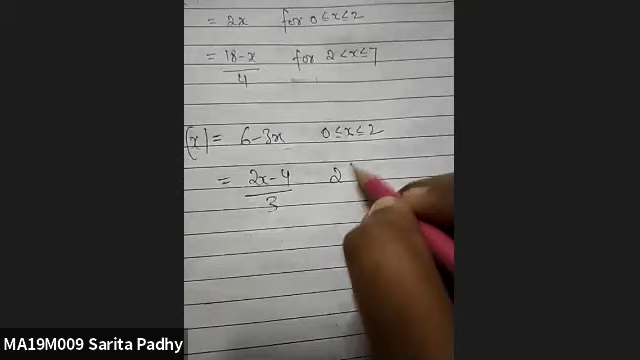 = 2x for 0 ≤ x ≤ 2
= 18-x / 4 for 2 < x ≤ 7
(x) = 6-3x 0 ≤ x ≤ 2
= 2x-4 / 3 2
MA19M009 Sarita Padhy